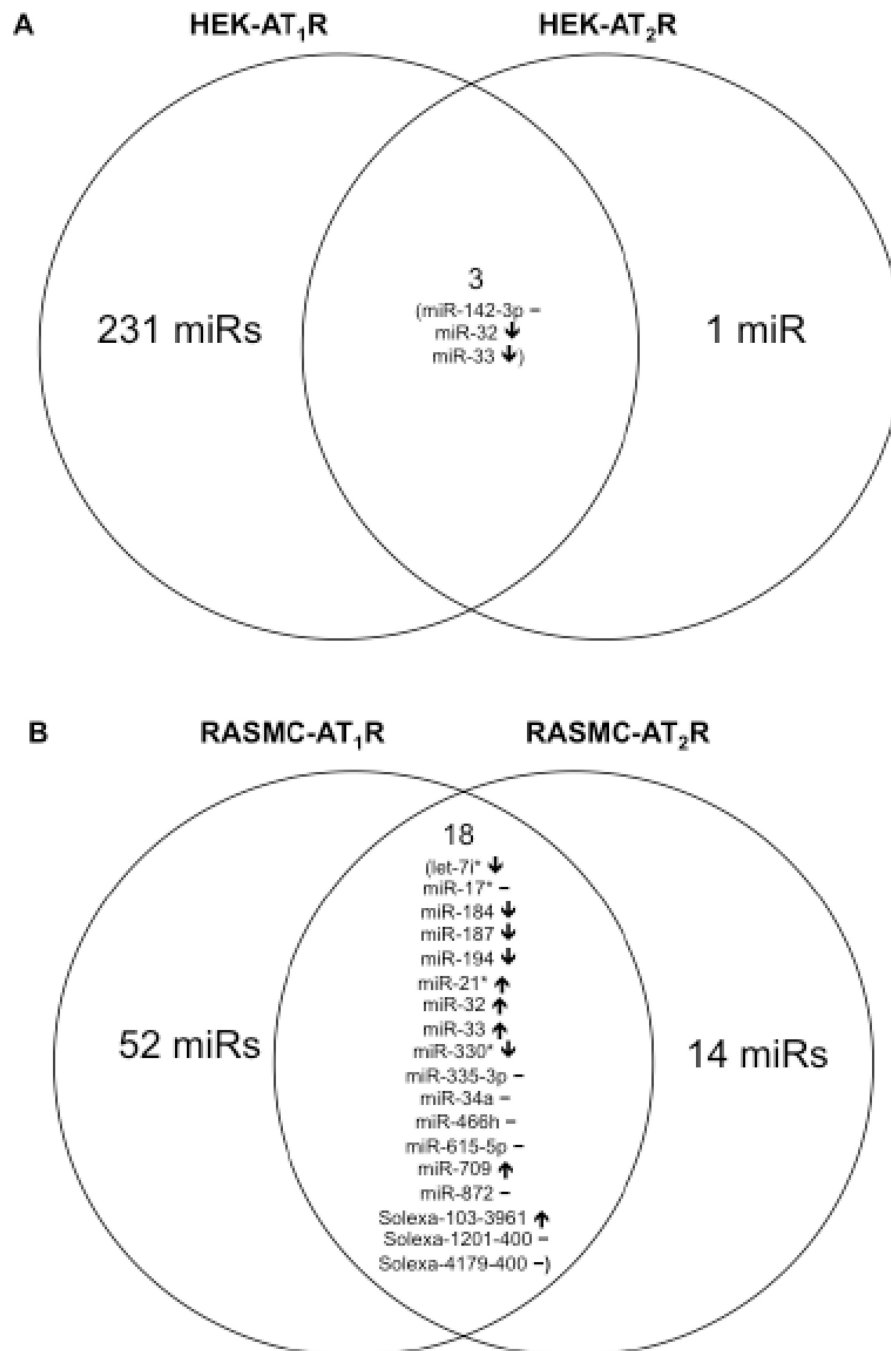 A HEK-AT₁R HEK-AT₂R
231 miRs
3
(miR-142-3p –
miR-32 ↓
miR-33 ↓)
1 miR
B RASMC-AT₁R RASMC-AT₂R
18
(let-7i* ↓
miR-17* –
miR-184 ↓
miR-187 ↓
miR-194 ↓
miR-21* ↑
miR-32 ↑
miR-33 ↑
miR-330* ↓
miR-335-3p –
miR-34a –
miR-466h –
miR-615-5p –
miR-709 ↑
miR-872 –
Solexa-103-3961 ↑
Solexa-1201-400 –
Solexa-4179-400 –)
52 miRs
14 miRs